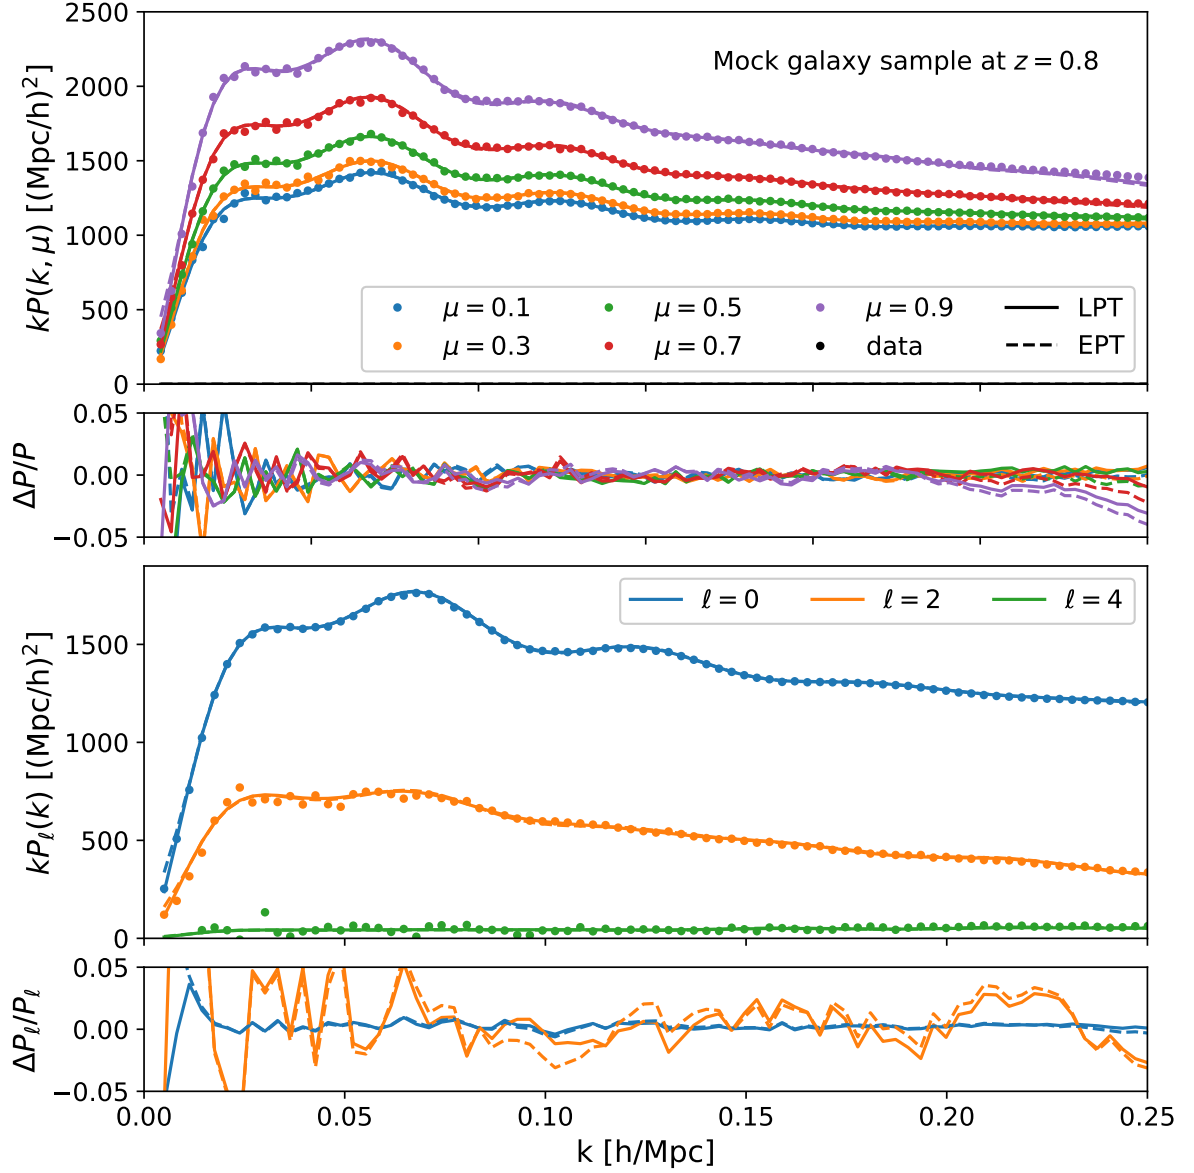 2500
2000
1500
1000
500
0
kP(k, μ) [(Mpc/h)²]
Mock galaxy sample at z = 0.8
μ = 0.1 μ = 0.5 μ = 0.9 LPT
μ = 0.3 μ = 0.7 data EPT
0.05
0.00
−0.05
ΔP/P
1500
1000
500
0
kPℓ(k) [(Mpc/h)²]
ℓ = 0 ℓ = 2 ℓ = 4
0.05
0.00
−0.05
ΔPℓ/Pℓ
0.00 0.05 0.10 0.15 0.20 0.25
k [h/Mpc]